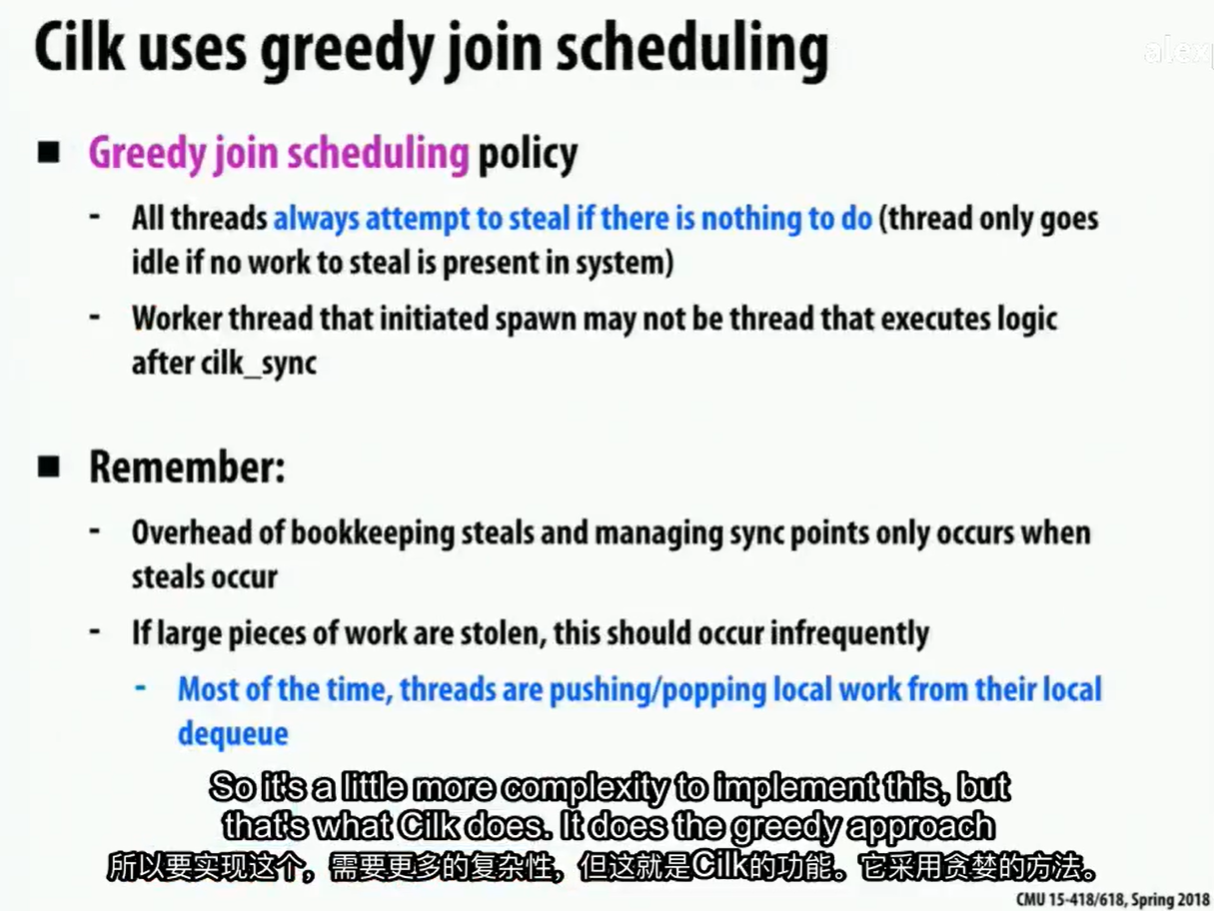 Cilk uses greedy join scheduling
alex
■ Greedy join scheduling policy
- All threads always attempt to steal if there is nothing to do (thread only goes
idle if no work to steal is present in system)
- Worker thread that initiated spawn may not be thread that executes logic
after cilk_sync
■ Remember:
- Overhead of bookkeeping steals and managing sync points only occurs when
steals occur
- If large pieces of work are stolen, this should occur infrequently
- Most of the time, threads are pushing/popping local work from their local
dequeue
So it's a little more complexity to implement this, but
that's what Cilk does. It does the greedy approach
所以要实现这个，需要更多的复杂性，但这就是Cilk的功能。它采用贪婪的方法。
CMU 15-418/618, Spring 2018